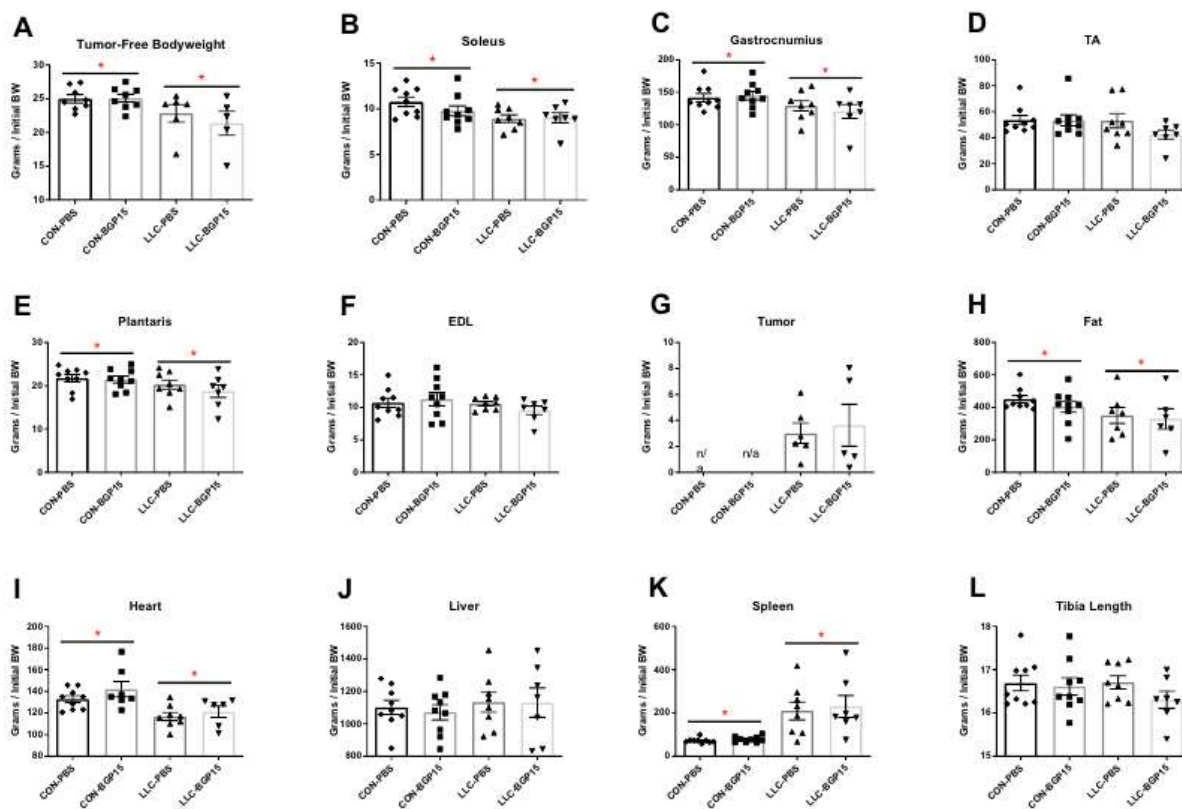 A
Tumor-Free Bodyweight
*
*
Grams / Initial BW
30
25
20
15
10
CON-PBS
CON-BGP15
LLC-PBS
LLC-BGP15
B
Soleus
*
*
Grams / Initial BW
15
10
5
0
CON-PBS
CON-BGP15
LLC-PBS
LLC-BGP15
C
Gastrocnumius
*
*
Grams / Initial BW
200
150
100
50
0
CON-PBS
CON-BGP15
LLC-PBS
LLC-BGP15
D
TA
Grams / Initial BW
100
80
60
40
20
0
CON-PBS
CON-BGP15
LLC-PBS
LLC-BGP15
E
Plantaris
*
*
Grams / Initial BW
30
20
10
0
CON-PBS
CON-BGP15
LLC-PBS
LLC-BGP15
F
EDL
Grams / Initial BW
20
15
10
5
0
CON-PBS
CON-BGP15
LLC-PBS
LLC-BGP15
G
Tumor
Grams / Initial BW
10
8
6
4
2
0
n/
a
n/a
CON-PBS
CON-BGP15
LLC-PBS
LLC-BGP15
H
Fat
*
*
Grams / Initial BW
800
600
400
200
0
CON-PBS
CON-BGP15
LLC-PBS
LLC-BGP15
I
Heart
*
*
Grams / Initial BW
200
180
160
140
120
100
80
CON-PBS
CON-BGP15
LLC-PBS
LLC-BGP15
J
Liver
Grams / Initial BW
1600
1400
1200
1000
800
CON-PBS
CON-BGP15
LLC-PBS
LLC-BGP15
K
Spleen
*
*
Grams / Initial BW
600
400
200
0
CON-PBS
CON-BGP15
LLC-PBS
LLC-BGP15
L
Tibia Length
Grams / Initial BW
18
17
16
15
CON-PBS
CON-BGP15
LLC-PBS
LLC-BGP15